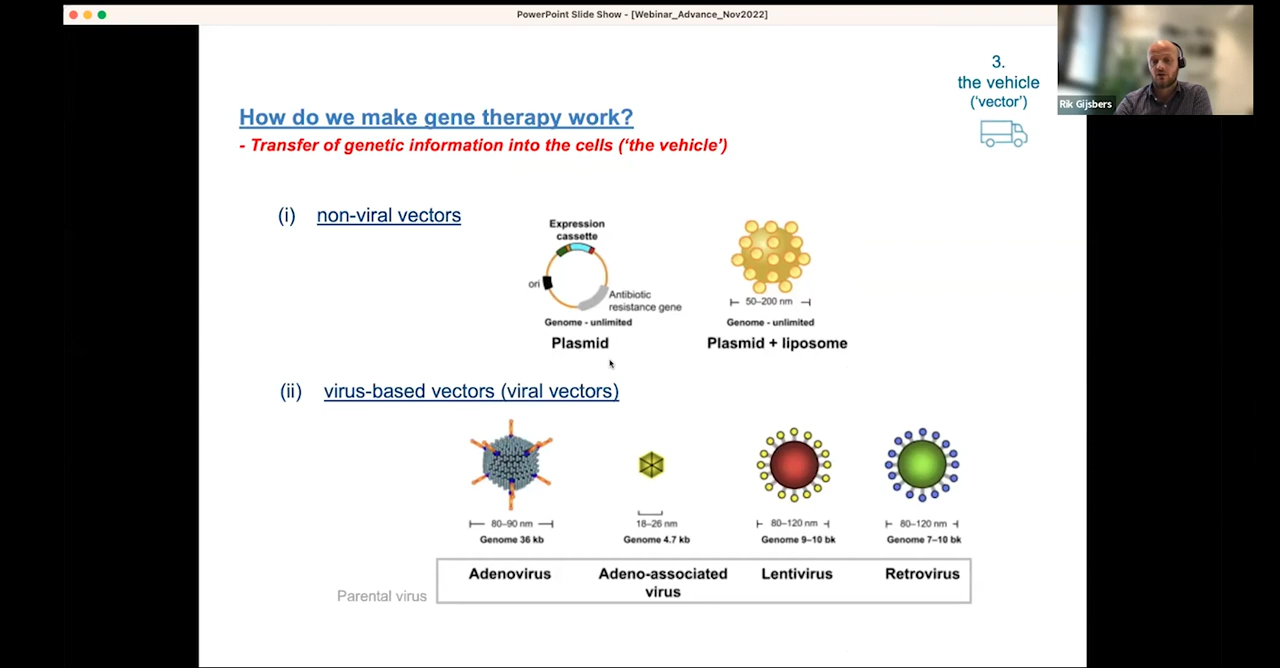 PowerPoint Slide Show - [Webinar_Advance_Nov2022]
3.
the vehicle
('vector')
Rik Gijsbers
How do we make gene therapy work?
- Transfer of genetic information into the cells ('the vehicle')
(i) non-viral vectors
Expression
cassette
ori
Antibiotic
resistance gene
Genome - unlimited
Plasmid
50–200 nm
Genome - unlimited
Plasmid + liposome
(ii) virus-based vectors (viral vectors)
80–90 nm
Genome 36 kb
18–26 nm
Genome 4.7 kb
80–120 nm
Genome 9–10 bk
80–120 nm
Genome 7–10 bk
Parental virus
Adenovirus
Adeno-associated
virus
Lentivirus
Retrovirus